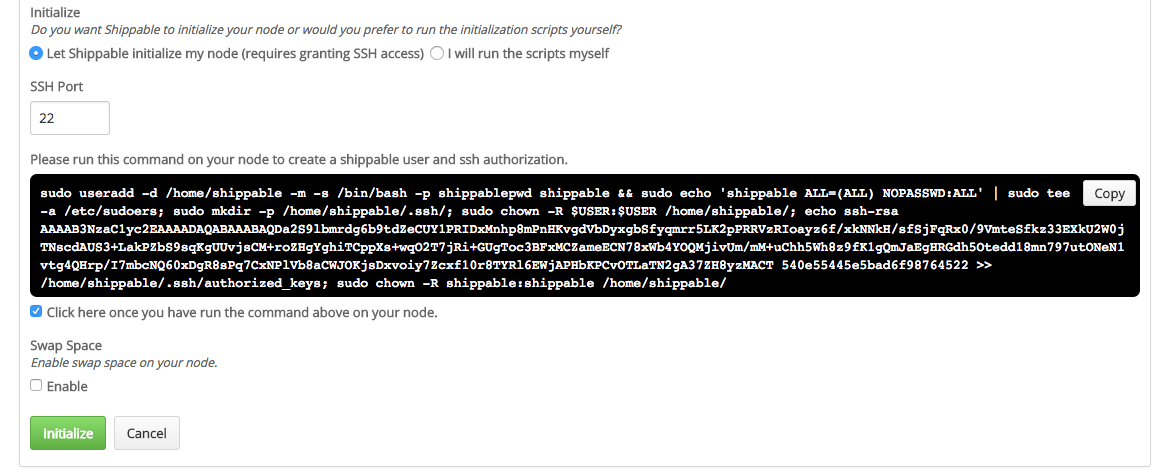 Initialize
Do you want Shippable to initialize your node or would you prefer to run the initialization scripts yourself?
Let Shippable initialize my node (requires granting SSH access) I will run the scripts myself
SSH Port
22
Please run this command on your node to create a shippable user and ssh authorization.
sudo useradd -d /home/shippable -m -s /bin/bash -p shippablepwd shippable && sudo echo 'shippable ALL=(ALL) NOPASSWD:ALL' | sudo tee
Copy
-a /etc/sudoers; sudo mkdir -p /home/shippable/.ssh/; sudo chown -R $USER:$USER /home/shippable/; echo ssh-rsa
AAAAB3NzaC1yc2EAAAADAQABAAABAQDa2S9lbmrdg6b9tdZeCUY1PRIDxMnhp8mPnHKvgdVbDyxgbSfyqmrr5LK2pPRRVzRIoayz6f/xkNNkH/sfSjFqRx0/9VmteSfkz33EXkU2W0j
TNscdAUS3+LakPZbS9sqKgUUvjsCM+roZHgYghiTCppXs+wqO2T7jRi+GUgToc3BFxMCZameECN78xWb4YOQMjivUm/mM+uChh5Wh8z9fK1gQmJaEgHRGdh5Otedd18mn797utONeNl
vtg4QHrp/I7mbcNQ60xDgR8sPq7CxNPlVb8aCWJOKjsDxvoiy7Zcxf10r8TYRl6EWjAPHbKPCvOTLaTN2gA37ZH8yzMACT 540e55445e5bad6f98764522 >>
/home/shippable/.ssh/authorized_keys; sudo chown -R shippable:shippable /home/shippable/
Click here once you have run the command above on your node.
Swap Space
Enable swap space on your node.
Enable
Initialize Cancel